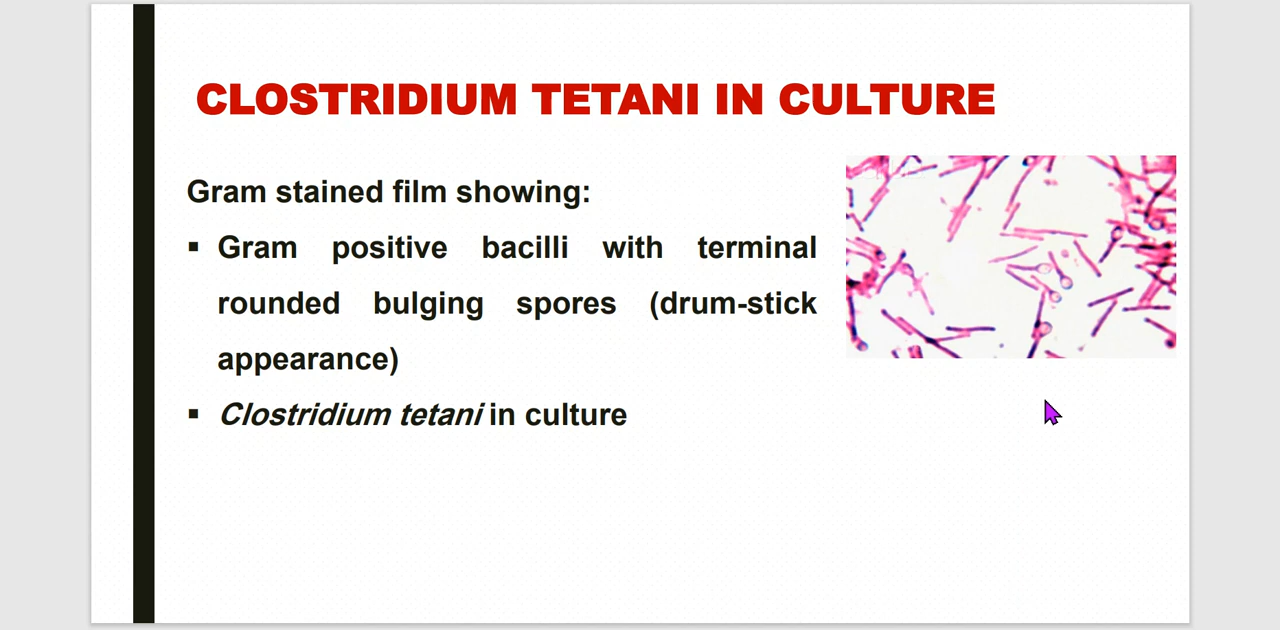 CLOSTRIDIUM TETANI IN CULTURE
Gram stained film showing:
▪ Gram positive bacilli with terminal
rounded bulging spores (drum-stick
appearance)
▪ Clostridium tetani in culture